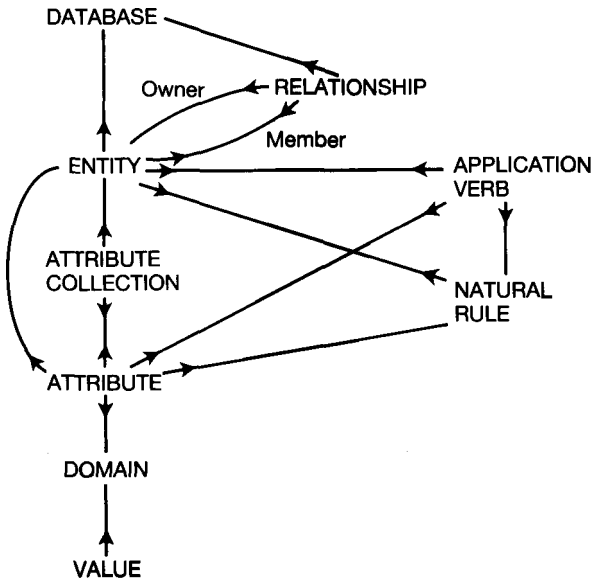 DATABASE
Owner
RELATIONSHIP
Member
ENTITY
APPLICATION
VERB
ATTRIBUTE
COLLECTION
NATURAL
RULE
ATTRIBUTE
DOMAIN
VALUE